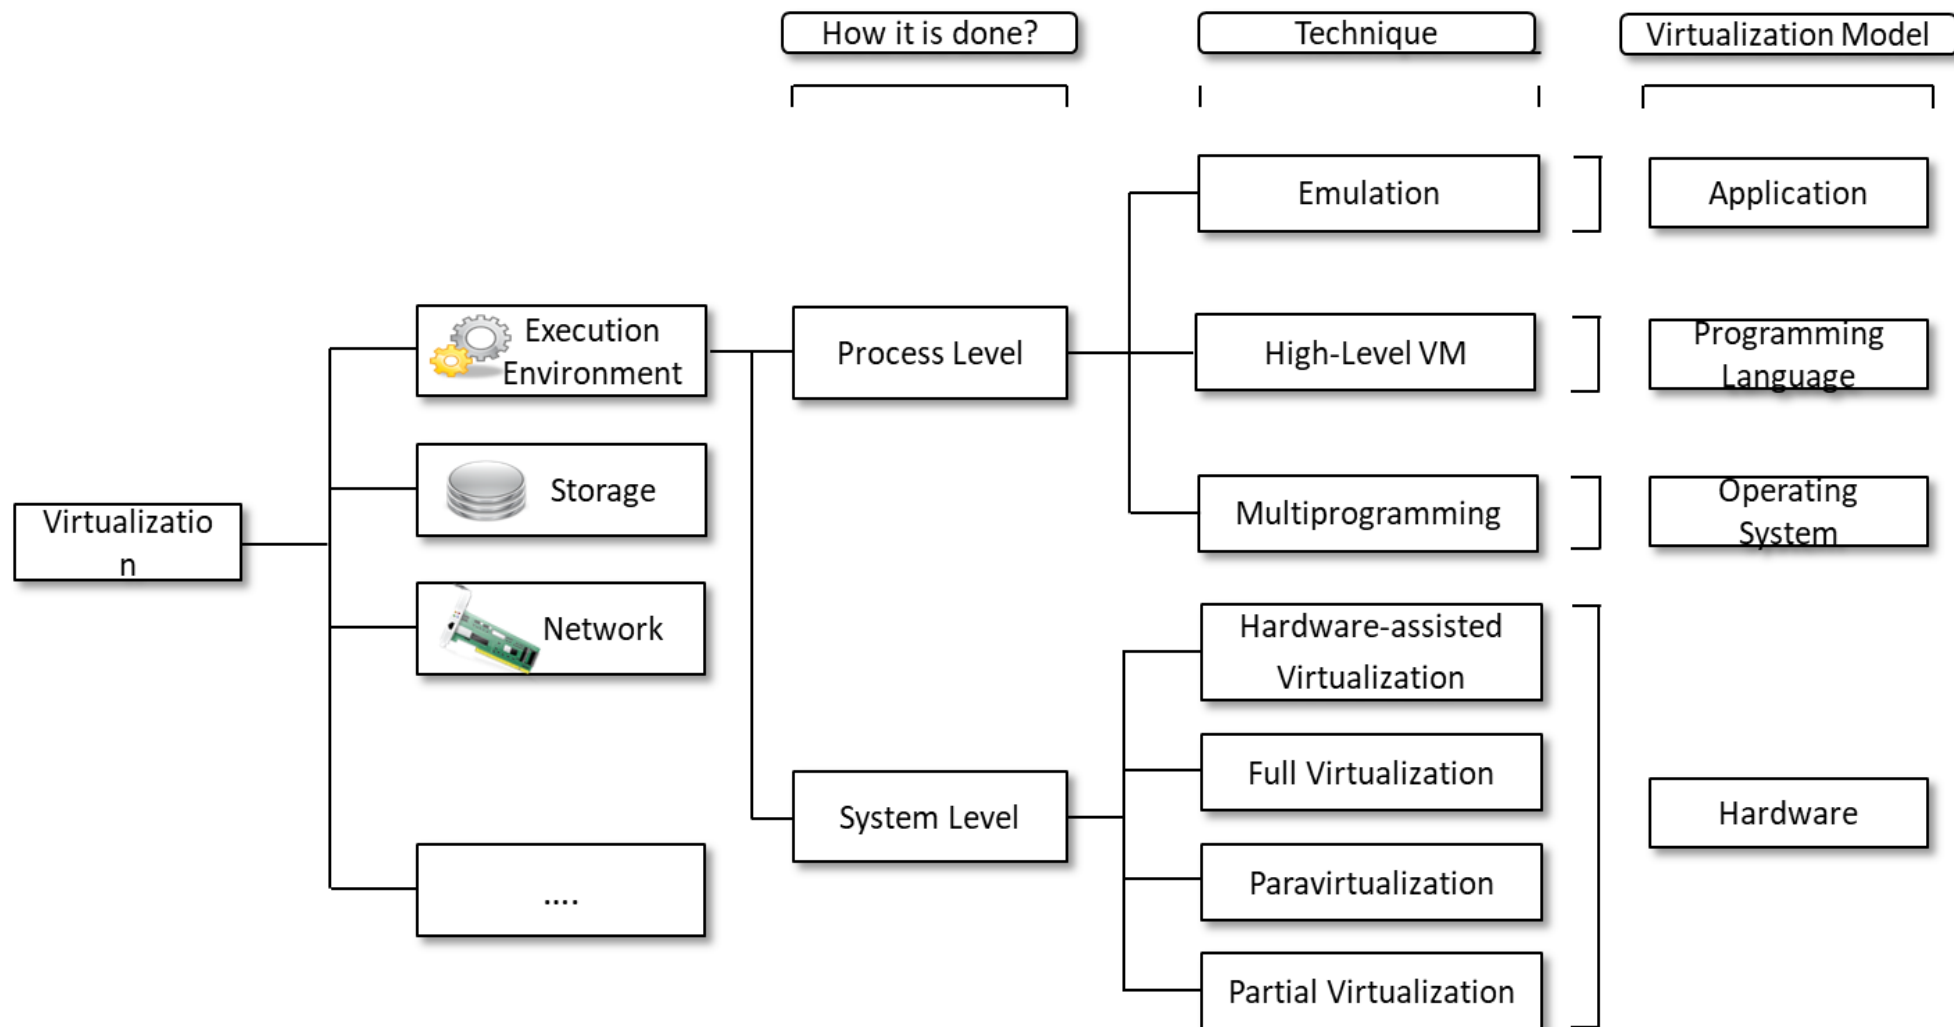 How it is done?
Technique
Virtualization Model
Emulation
Application
Execution
Environment
Process Level
High-Level VM
Programming
Language
Storage
Multiprogramming
Operating
System
Virtualizatio
n
Network
Hardware-assisted
Virtualization
Full Virtualization
System Level
Hardware
Paravirtualization
....
Partial Virtualization